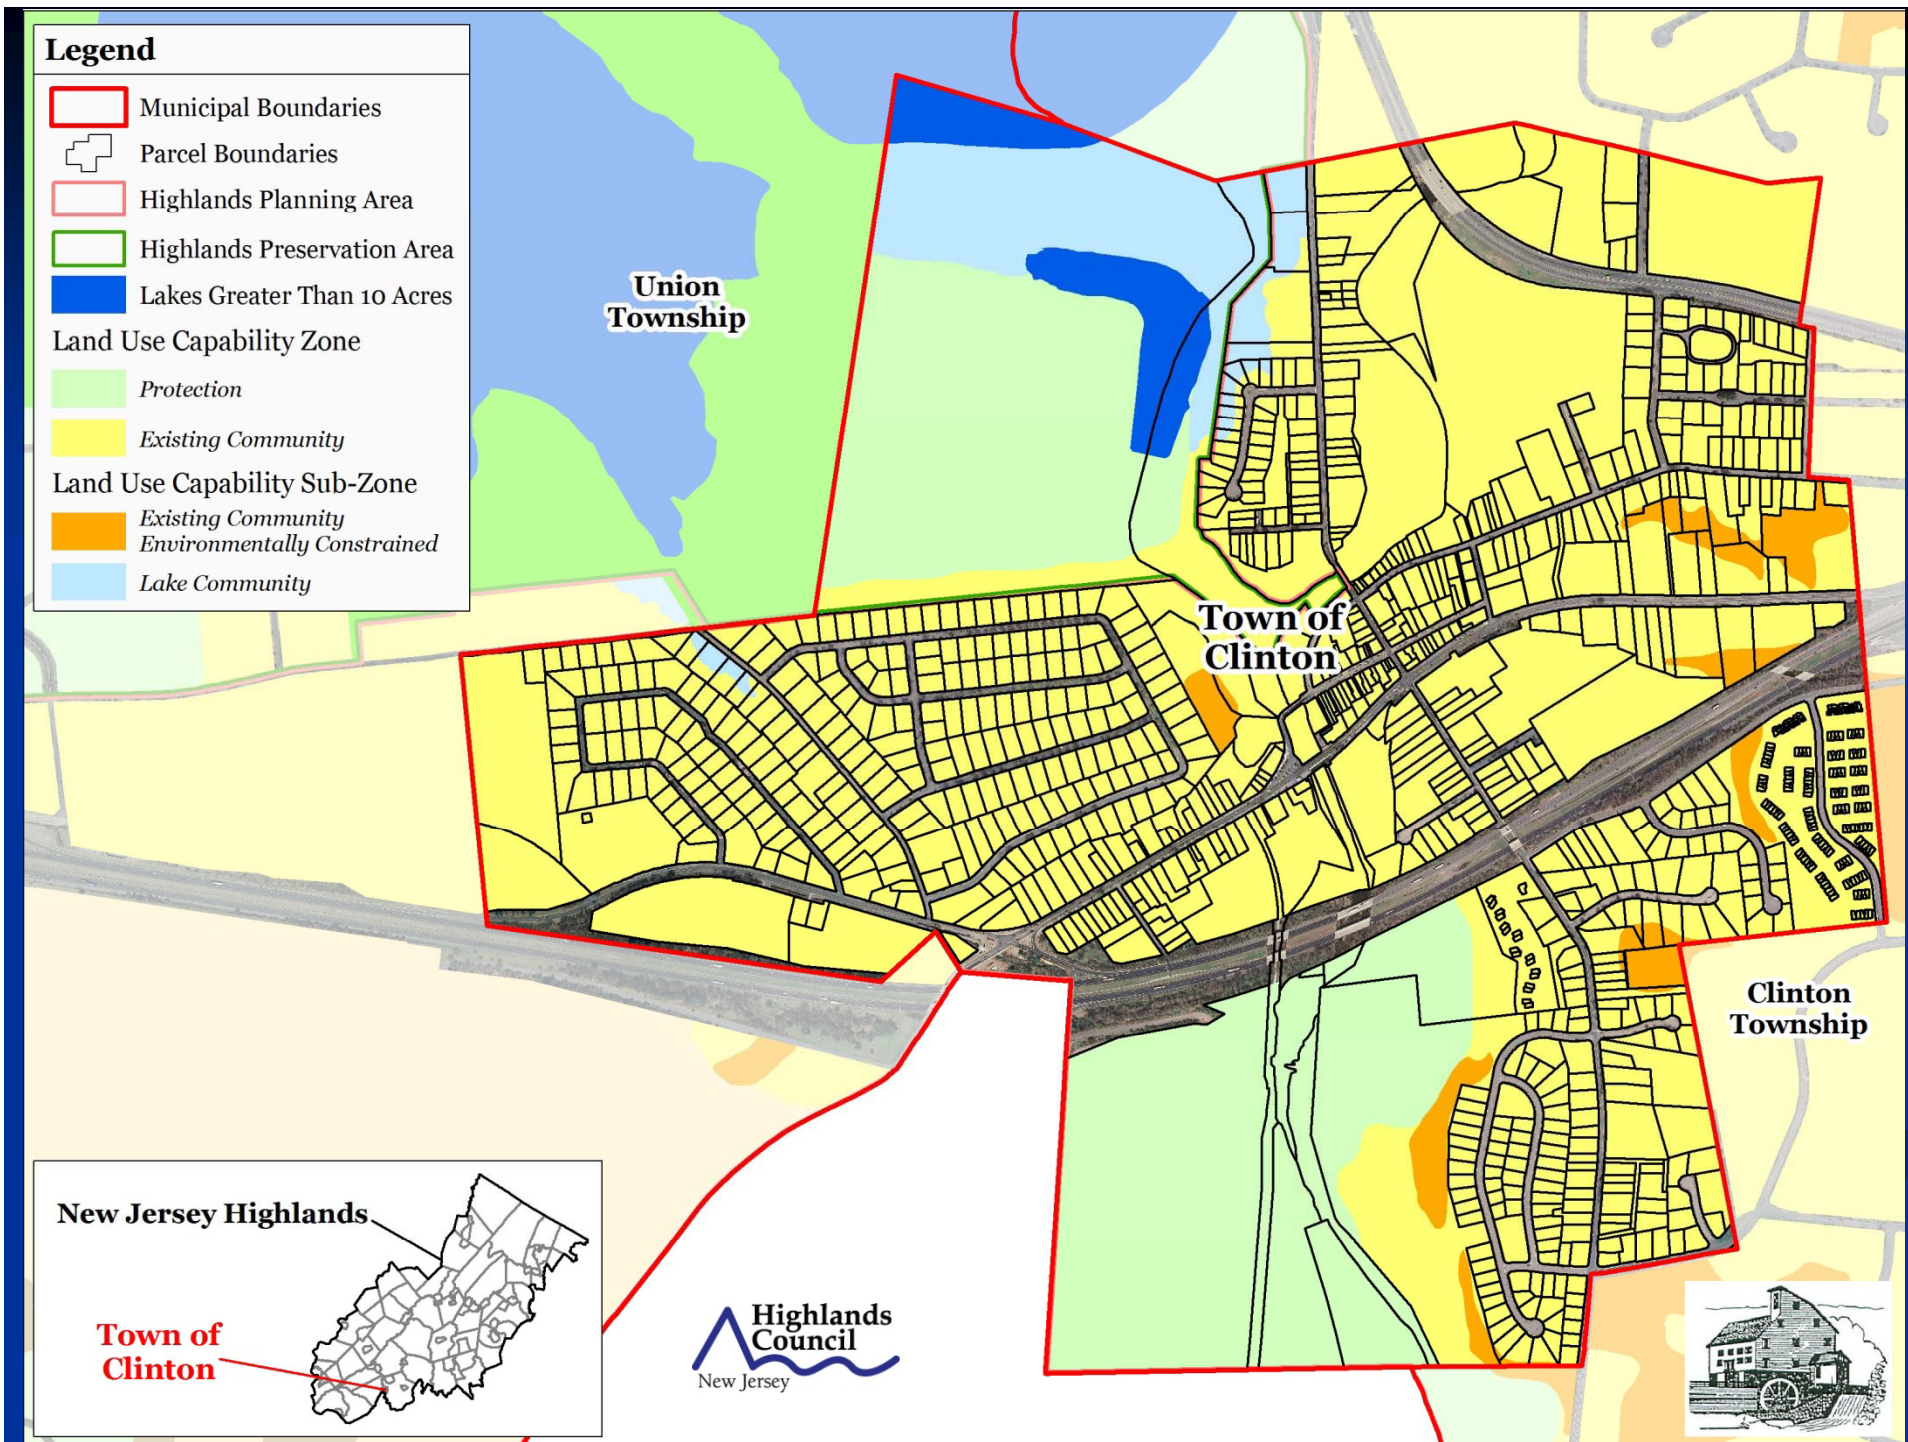 Legend
Municipal Boundaries
Parcel Boundaries
Highlands Planning Area
Highlands Preservation Area
Lakes Greater Than 10 Acres
Land Use Capability Zone
Protection
Existing Community
Land Use Capability Sub-Zone
Existing Community
Environmentally Constrained
Lake Community
Union
Township
Town of
Clinton
Clinton
Township
New Jersey Highlands
Town of
Clinton
Highlands
Council
New Jersey